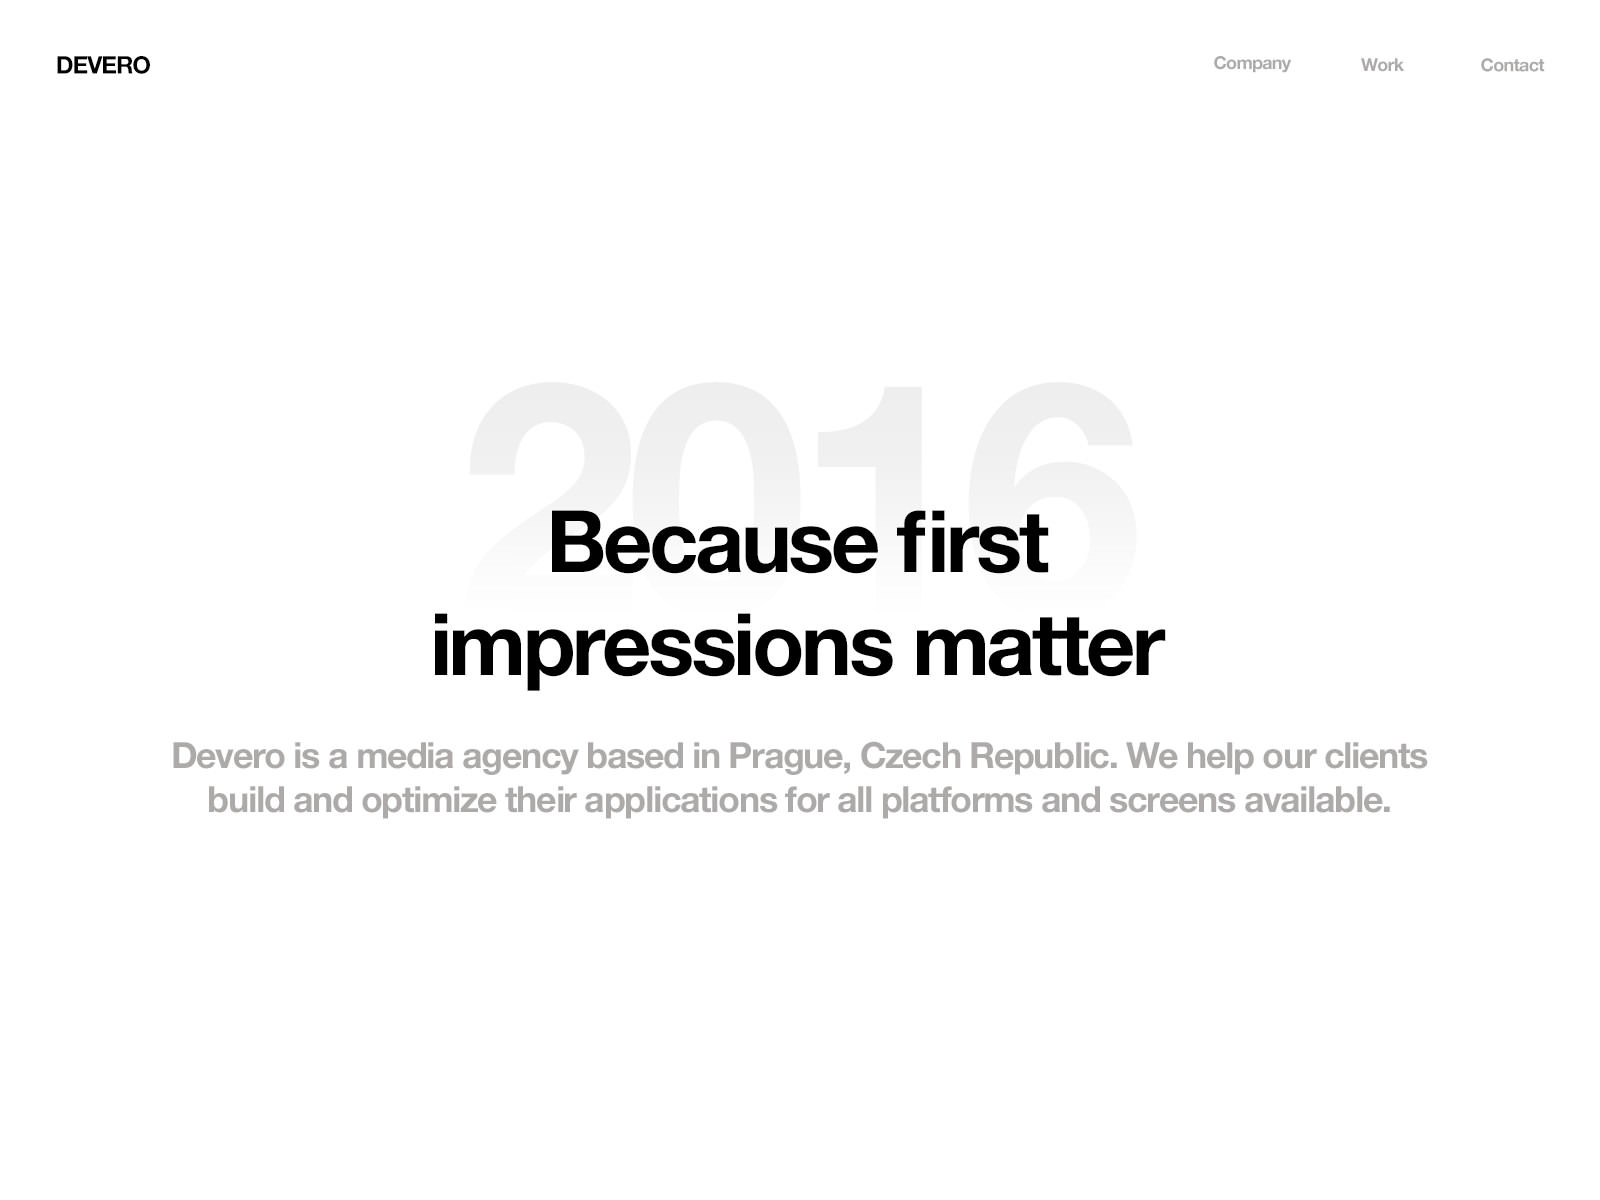 DEVERO
Company
Work
Contact
2016
Because first
impressions matter
Devero is a media agency based in Prague, Czech Republic. We help our clients
build and optimize their applications for all platforms and screens available.